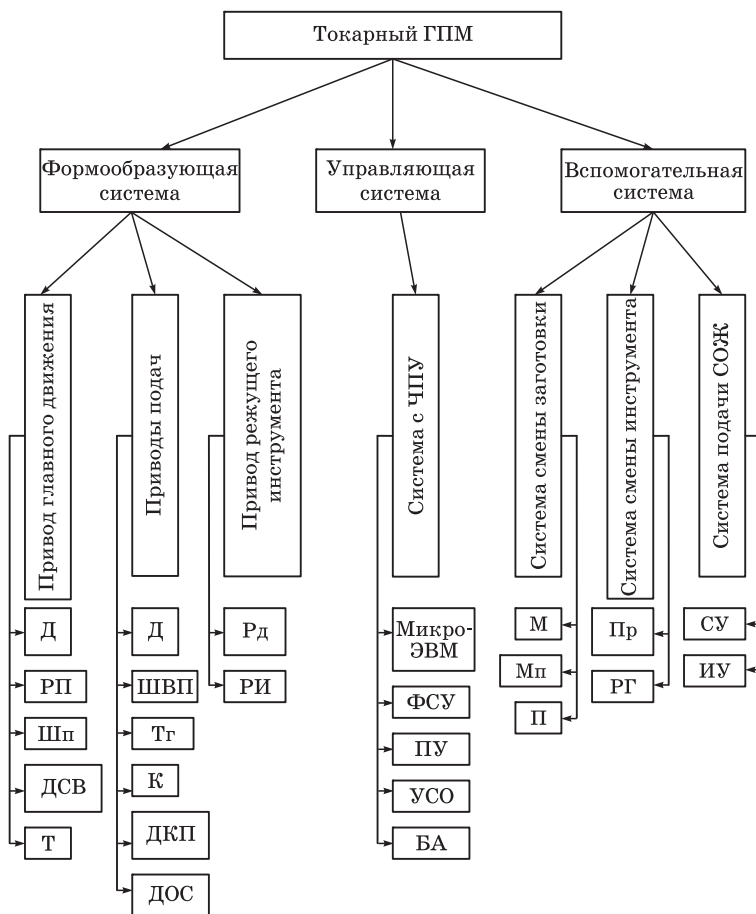 Токарный ГПМ
Формообразующая
система
Управляющая
система
Вспомогательная
система
Привод главного движения
Приводы подач
Привод режущего
инструмента
Система с ЧПУ
Система смены заготовки
Система смены инструмента
Система подачи СОЖ
Д
РП
Шп
ДСВ
Т
Д
ШВП
Тг
К
ДКП
ДОС
Рд
РИ
Микро-
ЭВМ
ФСУ
ПУ
УСО
БА
М
Мп
П
Пр
РГ
СУ
ИУ